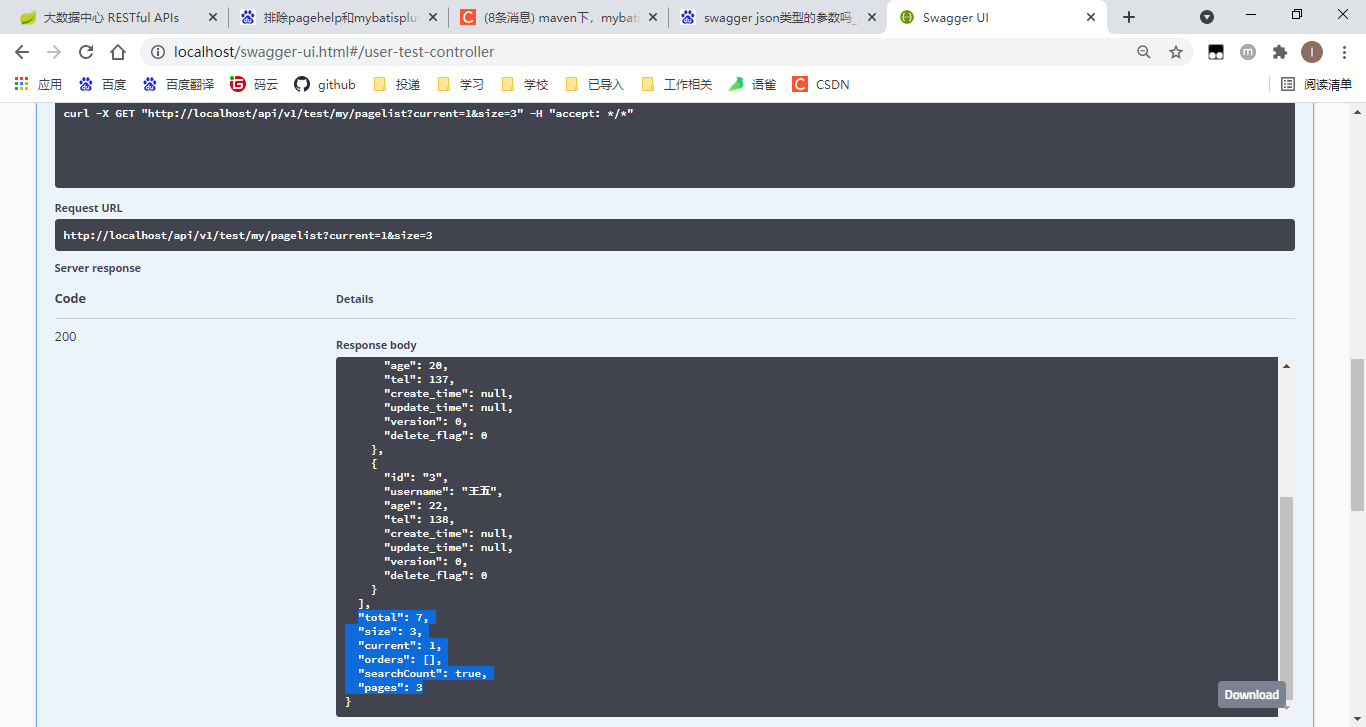 大数据中心 RESTful APIs
排除pagehelp和mybatisplu
(8条消息) maven下，mybati
swagger json类型的参数吗_
Swagger UI
localhost/swagger-ui.html#/user-test-controller
应用 百度 百度翻译 码云 github 投递 学习 学校 已导入 工作相关 语雀 CSDN 阅读清单
curl -X GET "http://localhost/api/v1/test/my/pagelist?current=1&size=3" -H "accept: */*"
Request URL
http://localhost/api/v1/test/my/pagelist?current=1&size=3
Server response
Code Details
200
Response body
"age": 20,
"tel": 137,
"create_time": null,
"update_time": null,
"version": 0,
"delete_flag": 0
},
{
"id": "3",
"username": "王五",
"age": 22,
"tel": 138,
"create_time": null,
"update_time": null,
"version": 0,
"delete_flag": 0
}
],
"total": 7,
"size": 3,
"current": 1,
"orders": [],
"searchCount": true,
"pages": 3
}
Download